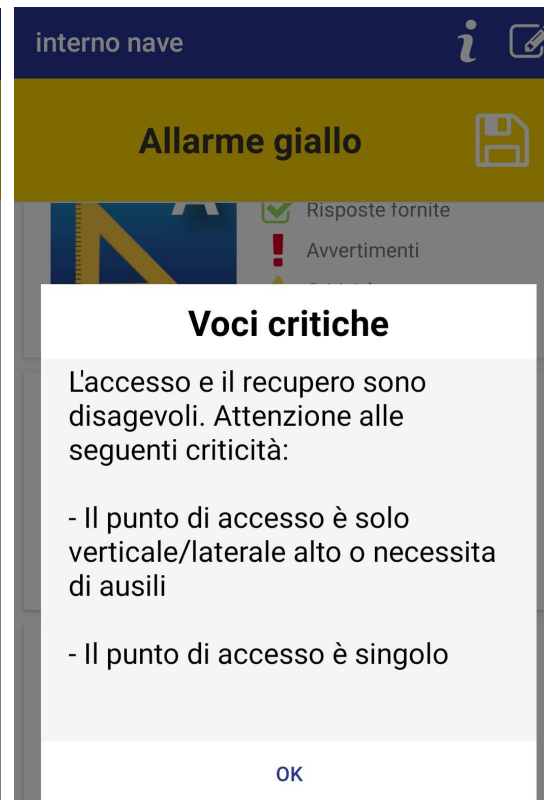 interno nave
Allarme giallo
Risposte fornite
Avvertimenti
Voci critiche
L'accesso e il recupero sono
disagevoli. Attenzione alle
seguenti criticità:
- Il punto di accesso è solo
verticale/laterale alto o necessita
di ausili
- Il punto di accesso è singolo
OK